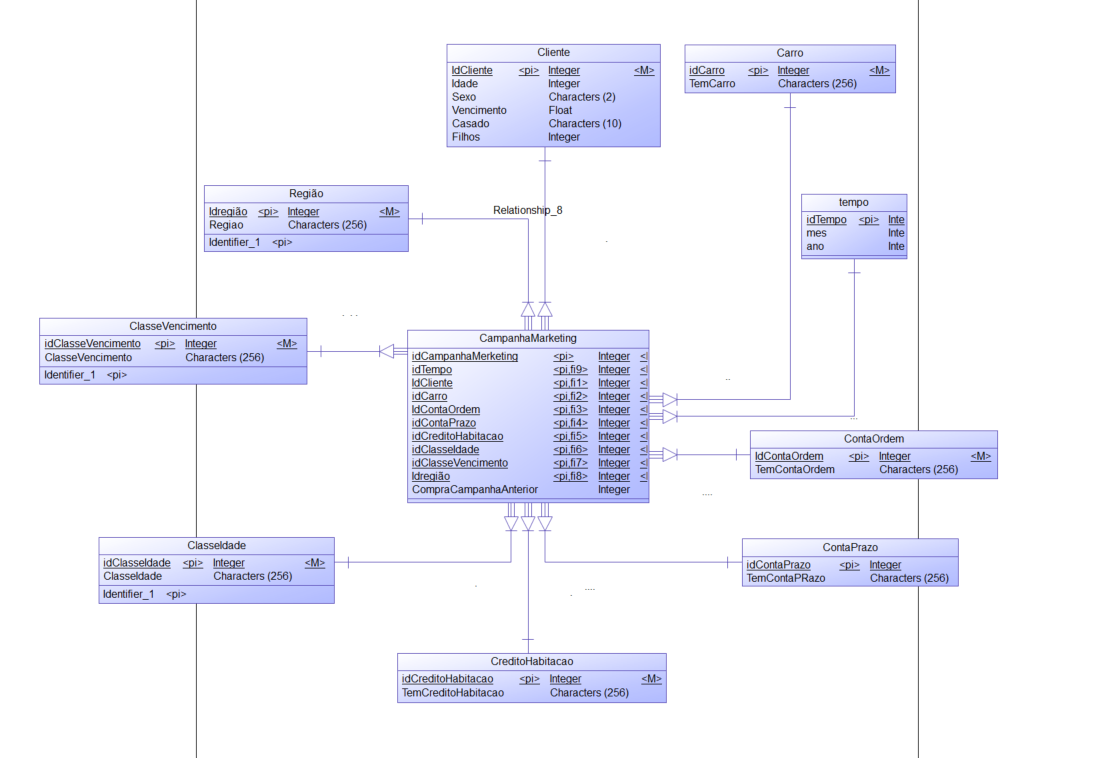 Cliente
IdCliente <pi> Integer <M>
Idade Integer
Sexo Characters (2)
Vencimento Float
Casado Characters (10)
Filhos Integer
Carro
idCarro <pi> Integer <M>
TemCarro Characters (256)
Região
Idregião <pi> Integer <M>
Regiao Characters (256)
Identifier_1 <pi>
Relationship_8
tempo
idTempo <pi> Inte
mes Inte
ano Inte
ClasseVencimento
idClasseVencimento <pi> Integer <M>
ClasseVencimento Characters (256)
Identifier_1 <pi>
CampanhaMarketing
idCampanhaMerketing <pi> Integer
idTempo <pi,fi9> Integer
IdCliente <pi,fi1> Integer
idCarro <pi,fi2> Integer
IdContaOrdem <pi,fi3> Integer
idContaPrazo <pi,fi4> Integer
idCreditoHabitacao <pi,fi5> Integer
idClasseIdade <pi,fi6> Integer
idClasseVencimento <pi,fi7> Integer
Idregião <pi,fi8> Integer
CompraCampanhaAnterior Integer
ContaOrdem
IdContaOrdem <pi> Integer <M>
TemContaOrdem Characters (256)
ClasseIdade
idClasseIdade <pi> Integer <M>
ClasseIdade Characters (256)
Identifier_1 <pi>
ContaPrazo
idContaPrazo <pi> Integer
TemContaPRazo Characters (256)
CreditoHabitacao
idCreditoHabitacao <pi> Integer <M>
TemCreditoHabitacao Characters (256)